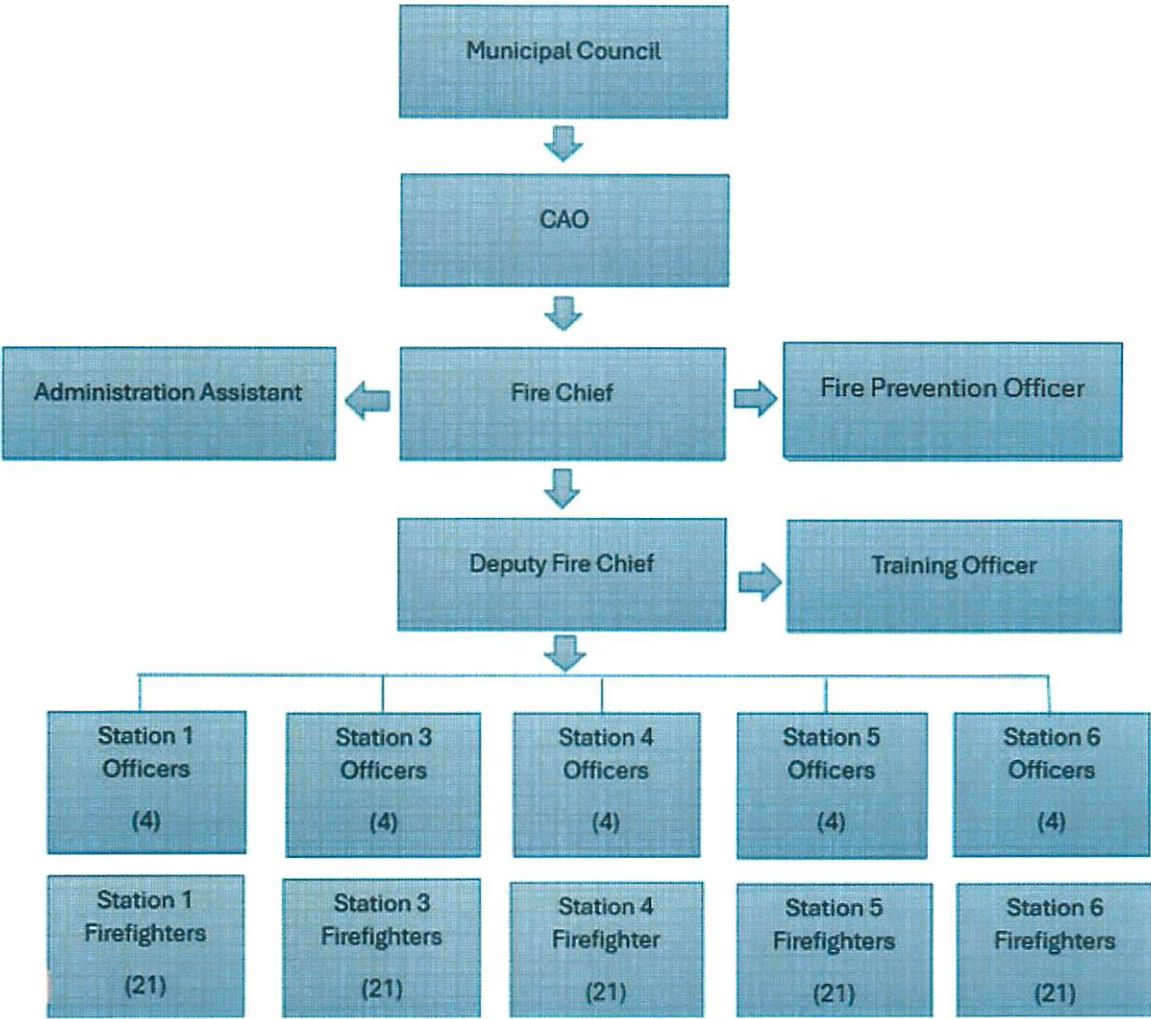 Municipal Council
CAO
Administration Assistant
Fire Chief
Fire Prevention Officer
Deputy Fire Chief
Training Officer
Station 1
Officers
(4)
Station 3
Officers
(4)
Station 4
Officers
(4)
Station 5
Officers
(4)
Station 6
Officers
(4)
Station 1
Firefighters
(21)
Station 3
Firefighters
(21)
Station 4
Firefighter
(21)
Station 5
Firefighters
(21)
Station 6
Firefighters
(21)